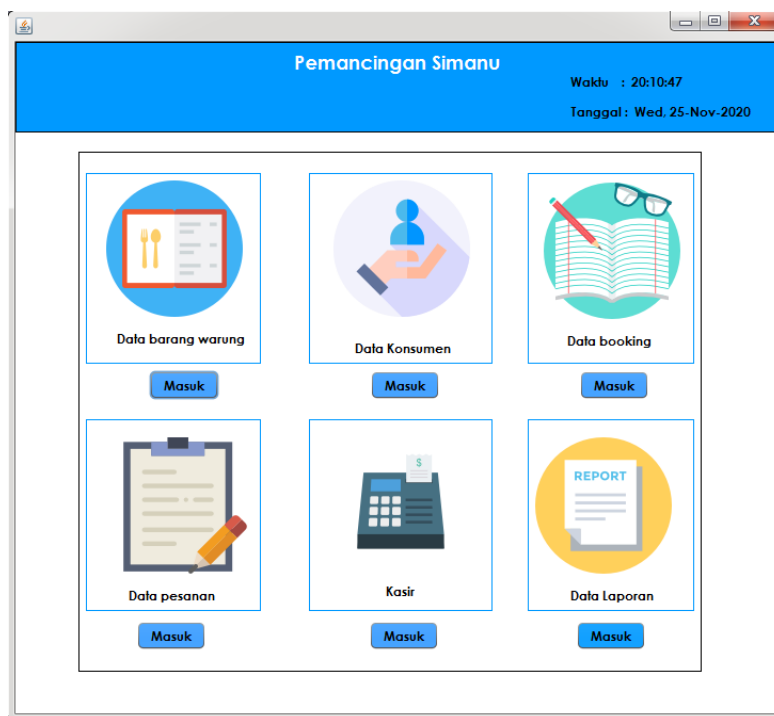 Pemancingan Simanu
Waktu : 20:10:47
Tanggal : Wed, 25-Nov-2020
Data barang warung
Data Konsumen
Data booking
Masuk
Masuk
Masuk
$
REPORT
Data pesanan
Kasir
Data Laporan
Masuk
Masuk
Masuk